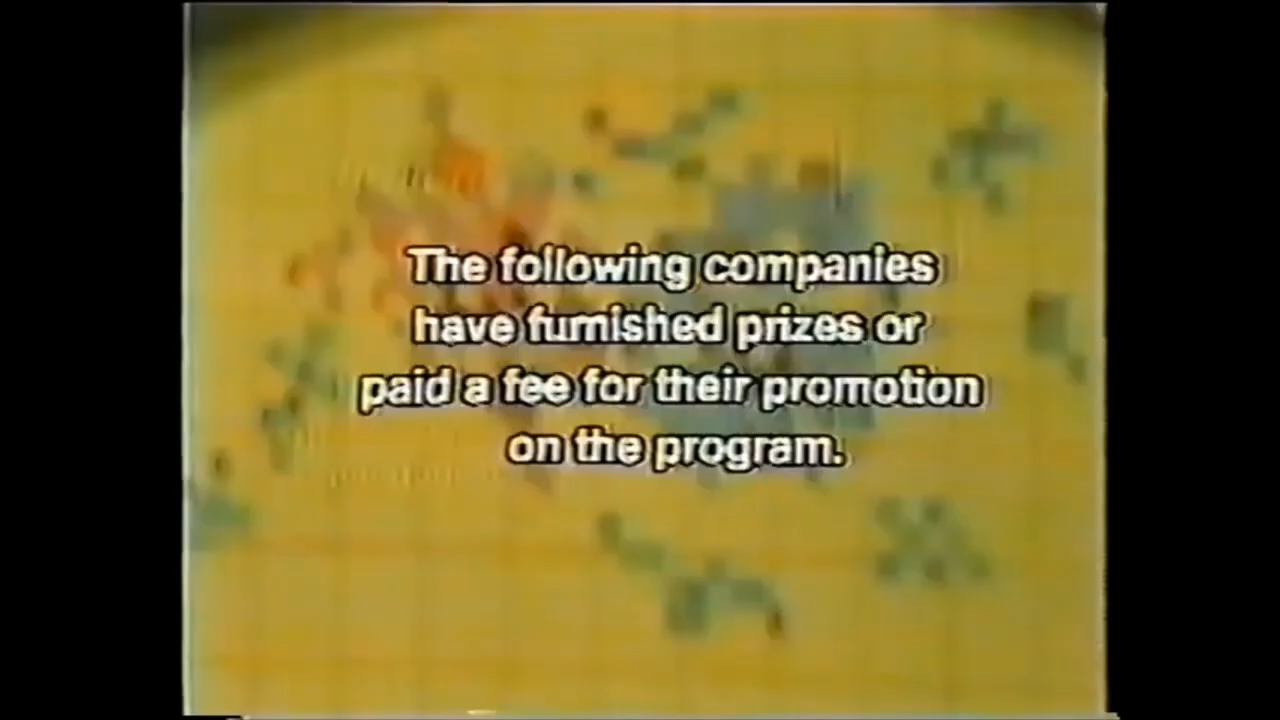 The following companies
have furnished prizes or
paid a fee for their promotion
on the program.